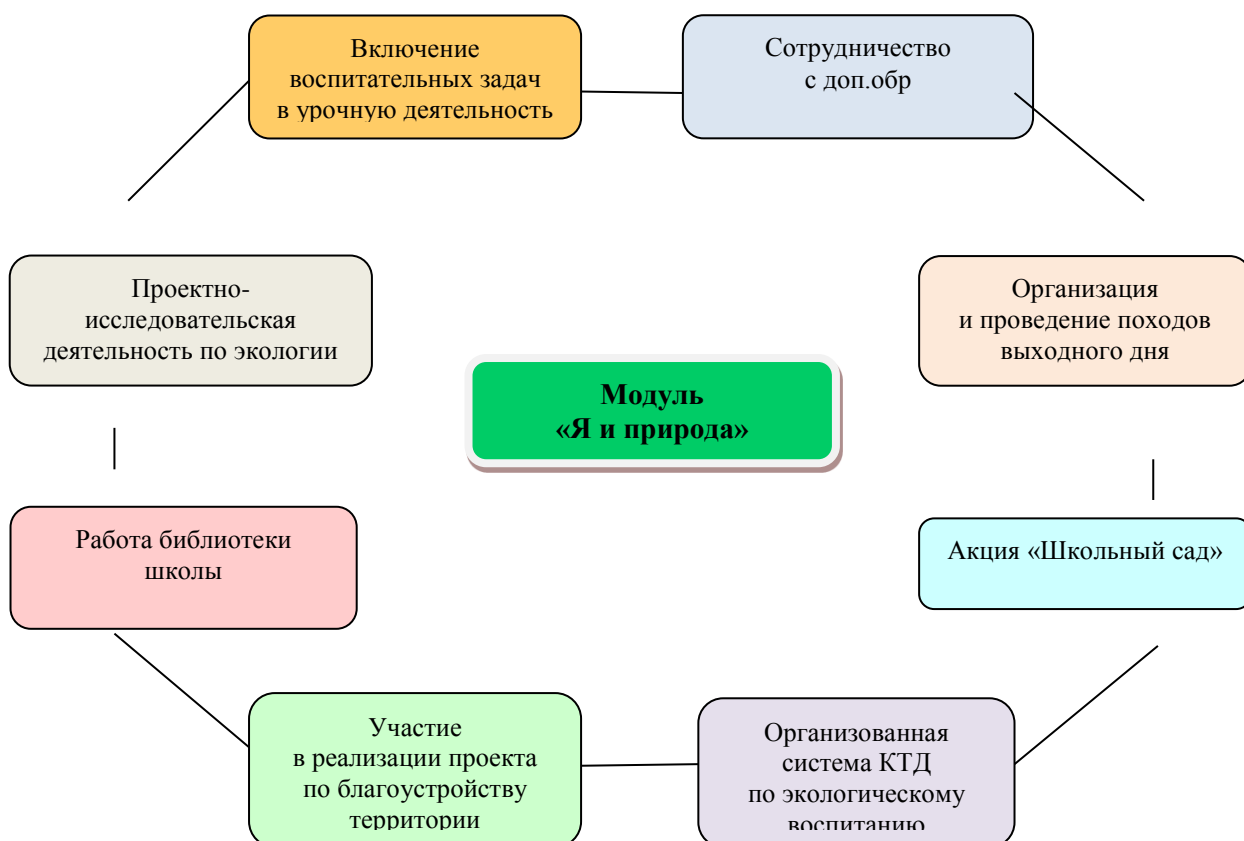 Включение
воспитательных задач
в урочную деятельность
Сотрудничество
с доп.обр
Проектно-
исследовательская
деятельность по экологии
Организация
и проведение походов
выходного дня
Модуль
«Я и природа»
Работа библиотеки
школы
Акция «Школьный сад»
Участие
в реализации проекта
по благоустройству
территории
Организованная
система КТД
по экологическому
воспитанию